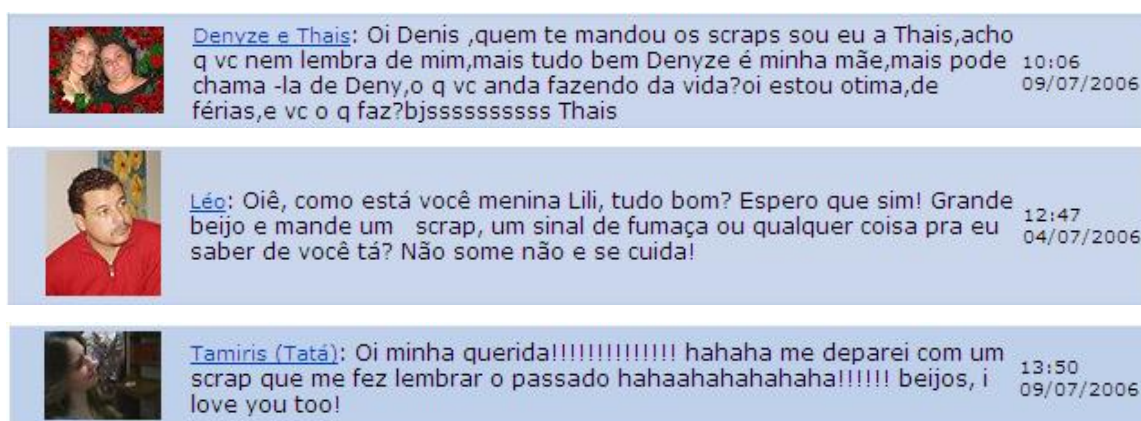 Denyze e Thais: Oi Denis ,quem te mandou os scraps sou eu a Thais,acho
q vc nem lembra de mim,mais tudo bem Denyze é minha mãe,mais pode
chama -la de Deny,o q vc anda fazendo da vida?oi estou otima,de
férias,e vc o q faz?bjssssssssss Thais
10:06
09/07/2006
Léo: Oiê, como está você menina Lili, tudo bom? Espero que sim! Grande
beijo e mande um   scrap, um sinal de fumaça ou qualquer coisa pra eu
saber de você tá? Não some não e se cuida!
12:47
04/07/2006
Tamiris (Tatá): Oi minha querida!!!!!!!!!!!!!! hahaha me deparei com um
scrap que me fez lembrar o passado hahaahahahahaha!!!!!! beijos, i
love you too!
13:50
09/07/2006